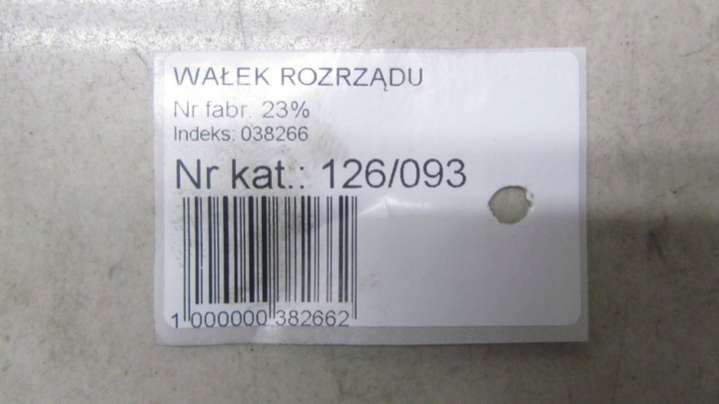 WAŁEK ROZRZĄDU
Nr fabr. 23%
Indeks: 038266
Nr kat.: 126/093
1 000000 382662